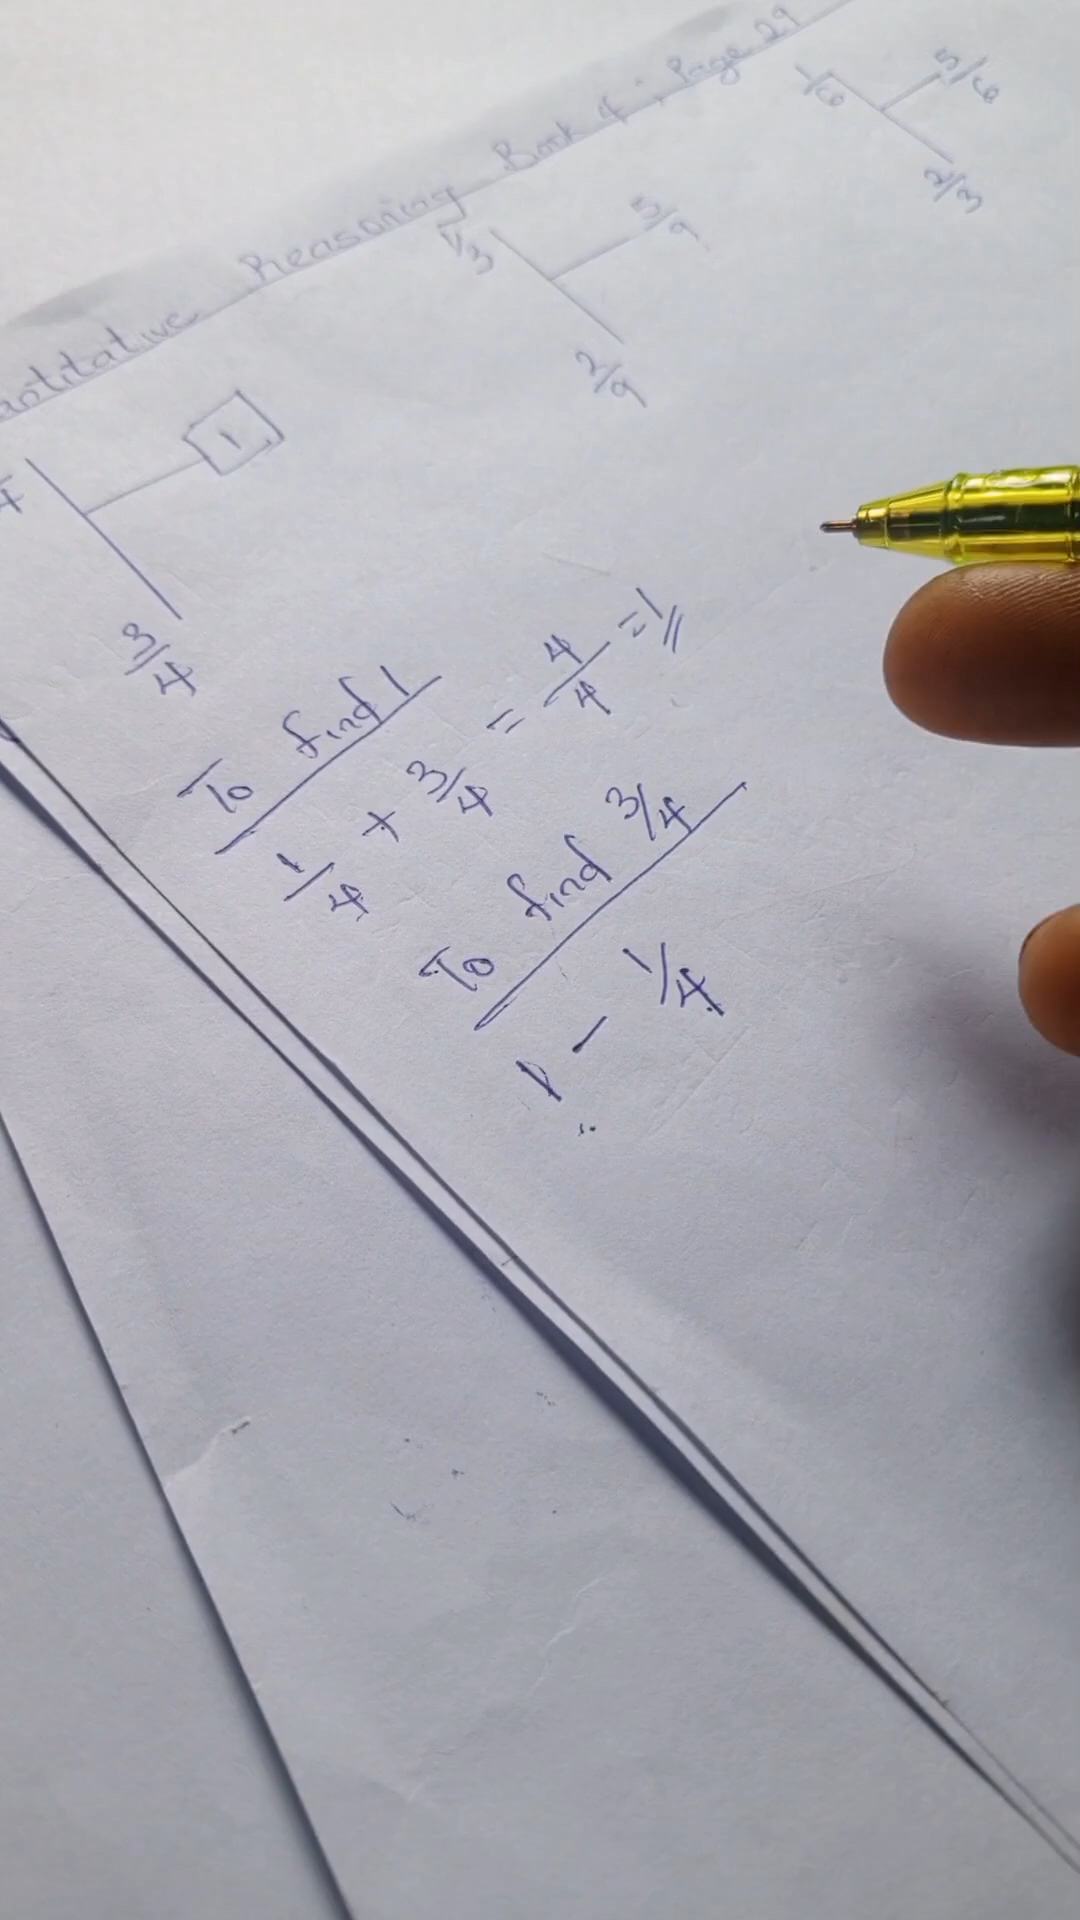 Reasoning Book 4; Page 29
1
3/4
1/3 5/9
2/9
1/6 5/6
2/3
To find 1
1/4 + 3/4 = 4/4 = 1
To find 3/4
1 - 1/4